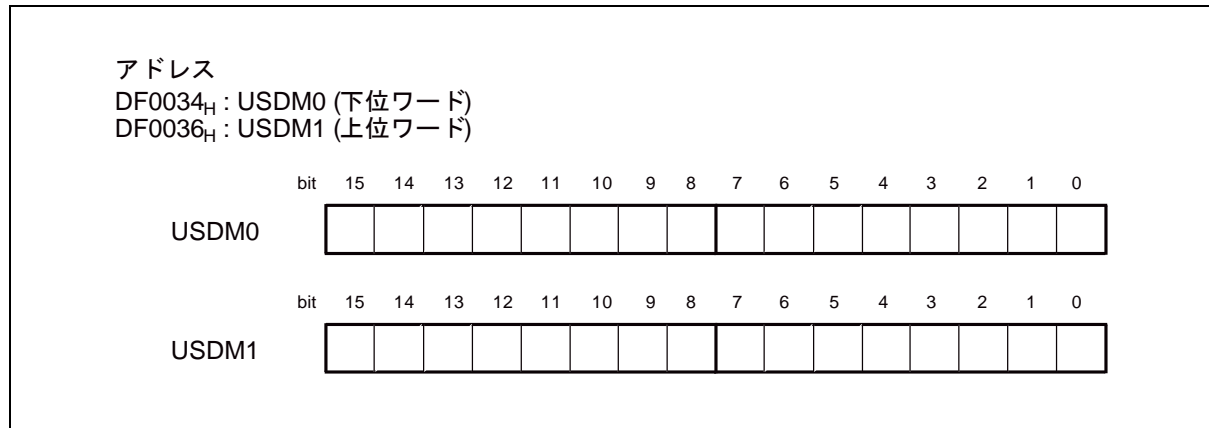 アドレス
DF0034H : USDM0 (下位ワード)
DF0036H : USDM1 (上位ワード)
bit 15 14 13 12 11 10 9 8 7 6 5 4 3 2 1 0
USDM0
bit 15 14 13 12 11 10 9 8 7 6 5 4 3 2 1 0
USDM1